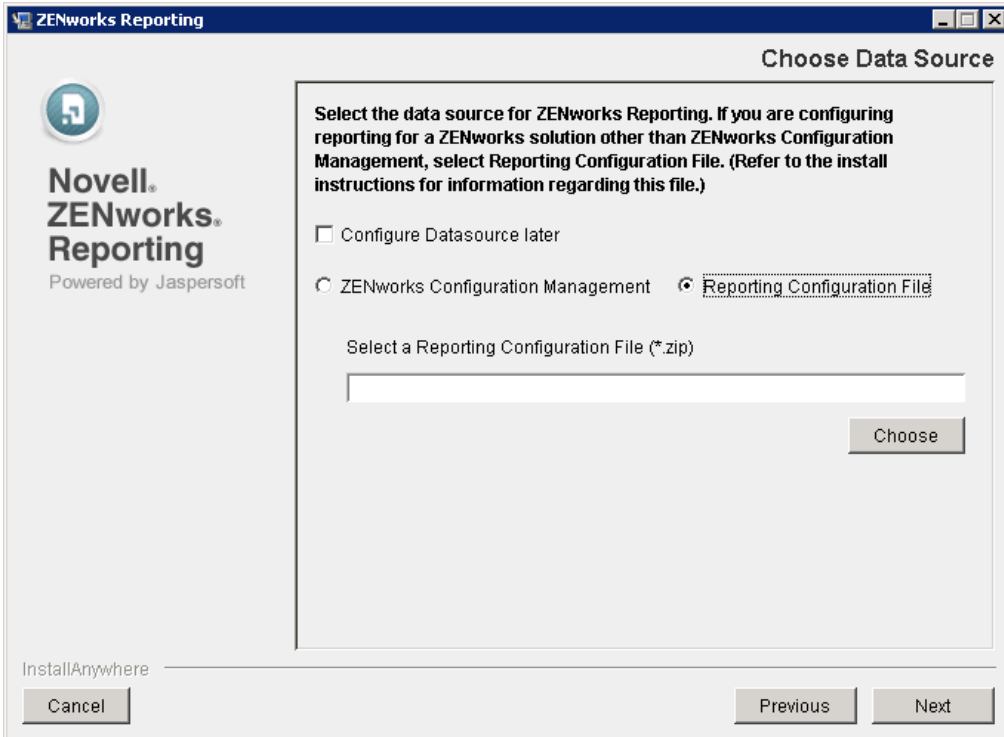 ZENworks Reporting
Choose Data Source
Novell®
ZENworks®
Reporting
Powered by Jaspersoft
Select the data source for ZENworks Reporting. If you are configuring
reporting for a ZENworks solution other than ZENworks Configuration
Management, select Reporting Configuration File. (Refer to the install
instructions for information regarding this file.)
Configure Datasource later
ZENworks Configuration Management Reporting Configuration File
Select a Reporting Configuration File (*.zip)
Choose
InstallAnywhere
Cancel Previous Next